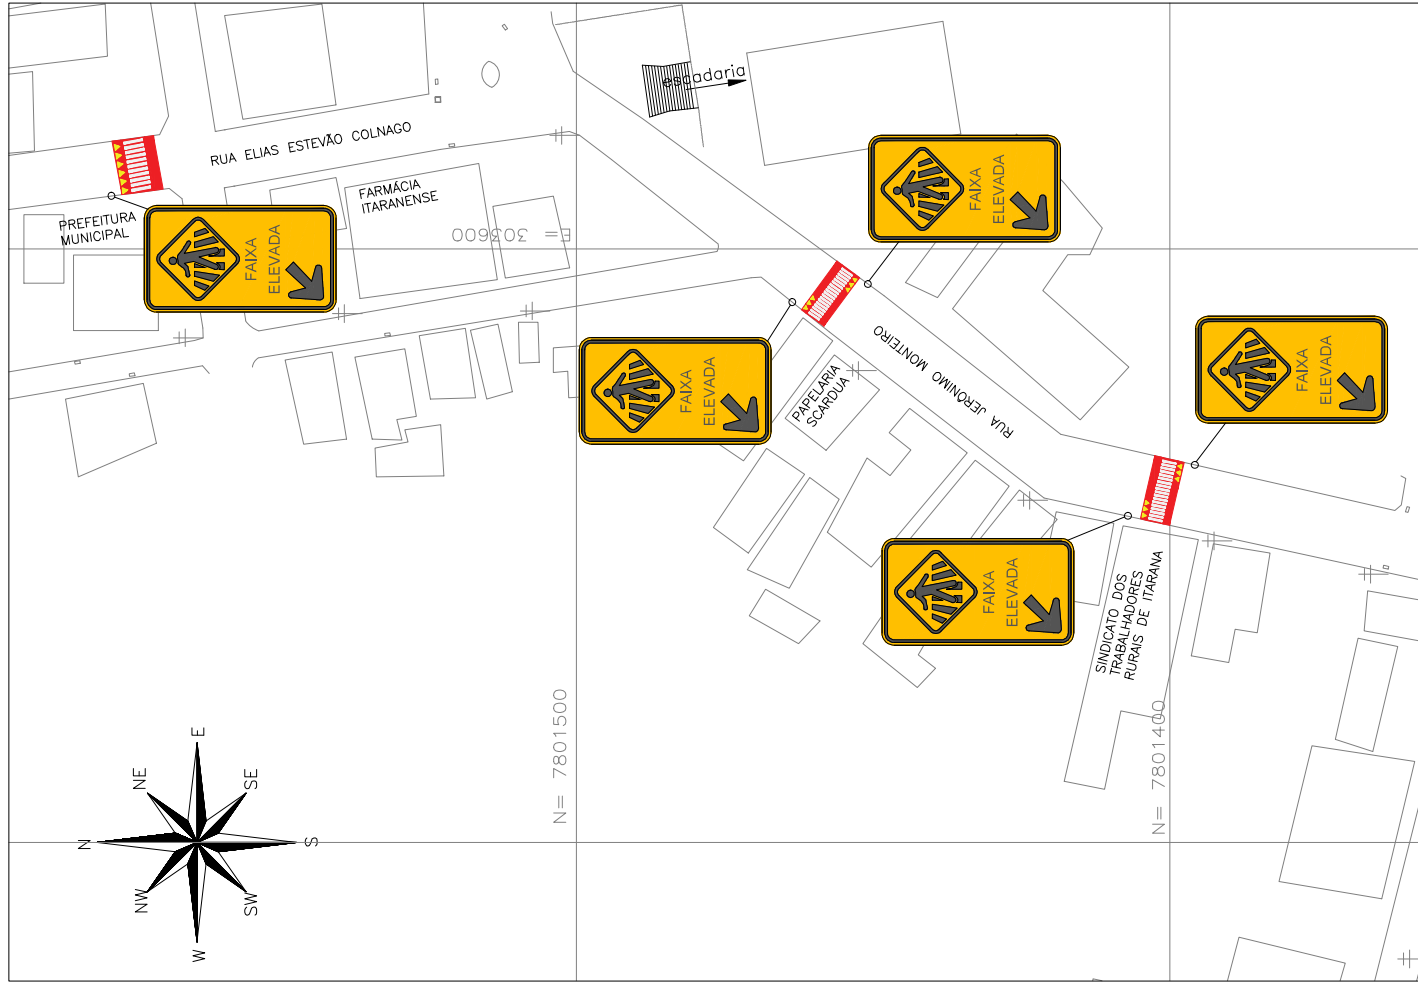 escadaria
RUA ELIAS ESTEVÃO COLNAGO
FARMÁCIA
ITARANENSE
PREFEITURA
MUNICIPAL
FAIXA
ELEVADA
E= 303600
FAIXA
ELEVADA
FAIXA
ELEVADA
RUA JERÔNIMO MONTEIRO
PAPELARIA
SCARDUA
FAIXA
ELEVADA
FAIXA
ELEVADA
SINDICATO DOS
TRABALHADORES
RURAIS DE ITARANA
N= 7801500
N= 7801400
E
NE
SE
N
S
NW
SW
W